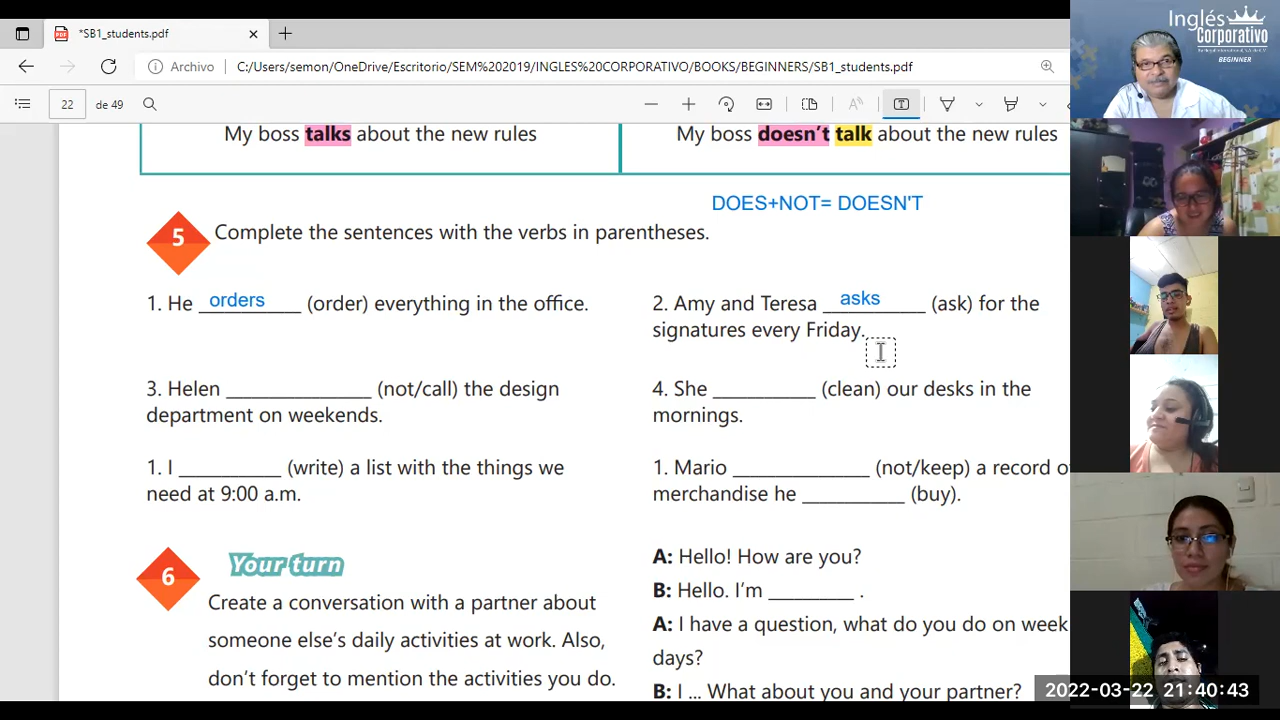 *SB1_students.pdf
Archivo C:/Users/semon/OneDrive/Escritorio/SEMI%202019/INGLES%20CORPORATIVO/BOOKS/BEGINNERS/SB1_students.pdf
22 de 49
Inglés
Corporativo
BEGINNER
My boss talks about the new rules
My boss doesn't talk about the new rules
DOES+NOT= DOESN'T
5 Complete the sentences with the verbs in parentheses.
1. He orders (order) everything in the office.
2. Amy and Teresa asks (ask) for the
signatures every Friday.
3. Helen ________________ (not/call) the design
department on weekends.
4. She ___________ (clean) our desks in the
mornings.
1. I ___________ (write) a list with the things we
need at 9:00 a.m.
1. Mario _______________ (not/keep) a record
merchandise he ___________ (buy).
6 Your turn
Create a conversation with a partner about
someone else's daily activities at work. Also,
don't forget to mention the activities you do.
A: Hello! How are you?
B: Hello. I'm _________ .
A: I have a question, what do you do on week
days?
B: I ... What about you and your partner?
2022-03-22 21:40:43